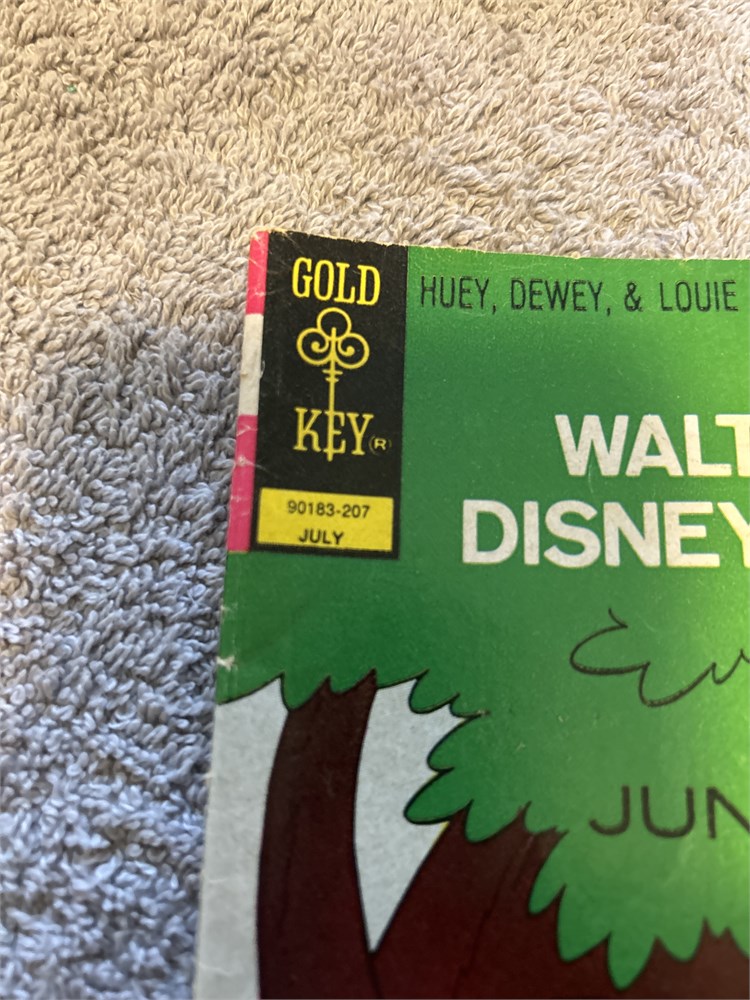 GOLD
KEY®
90183-207
JULY
HUEY, DEWEY, & LOUIE
WALT
DISNEY
JUN